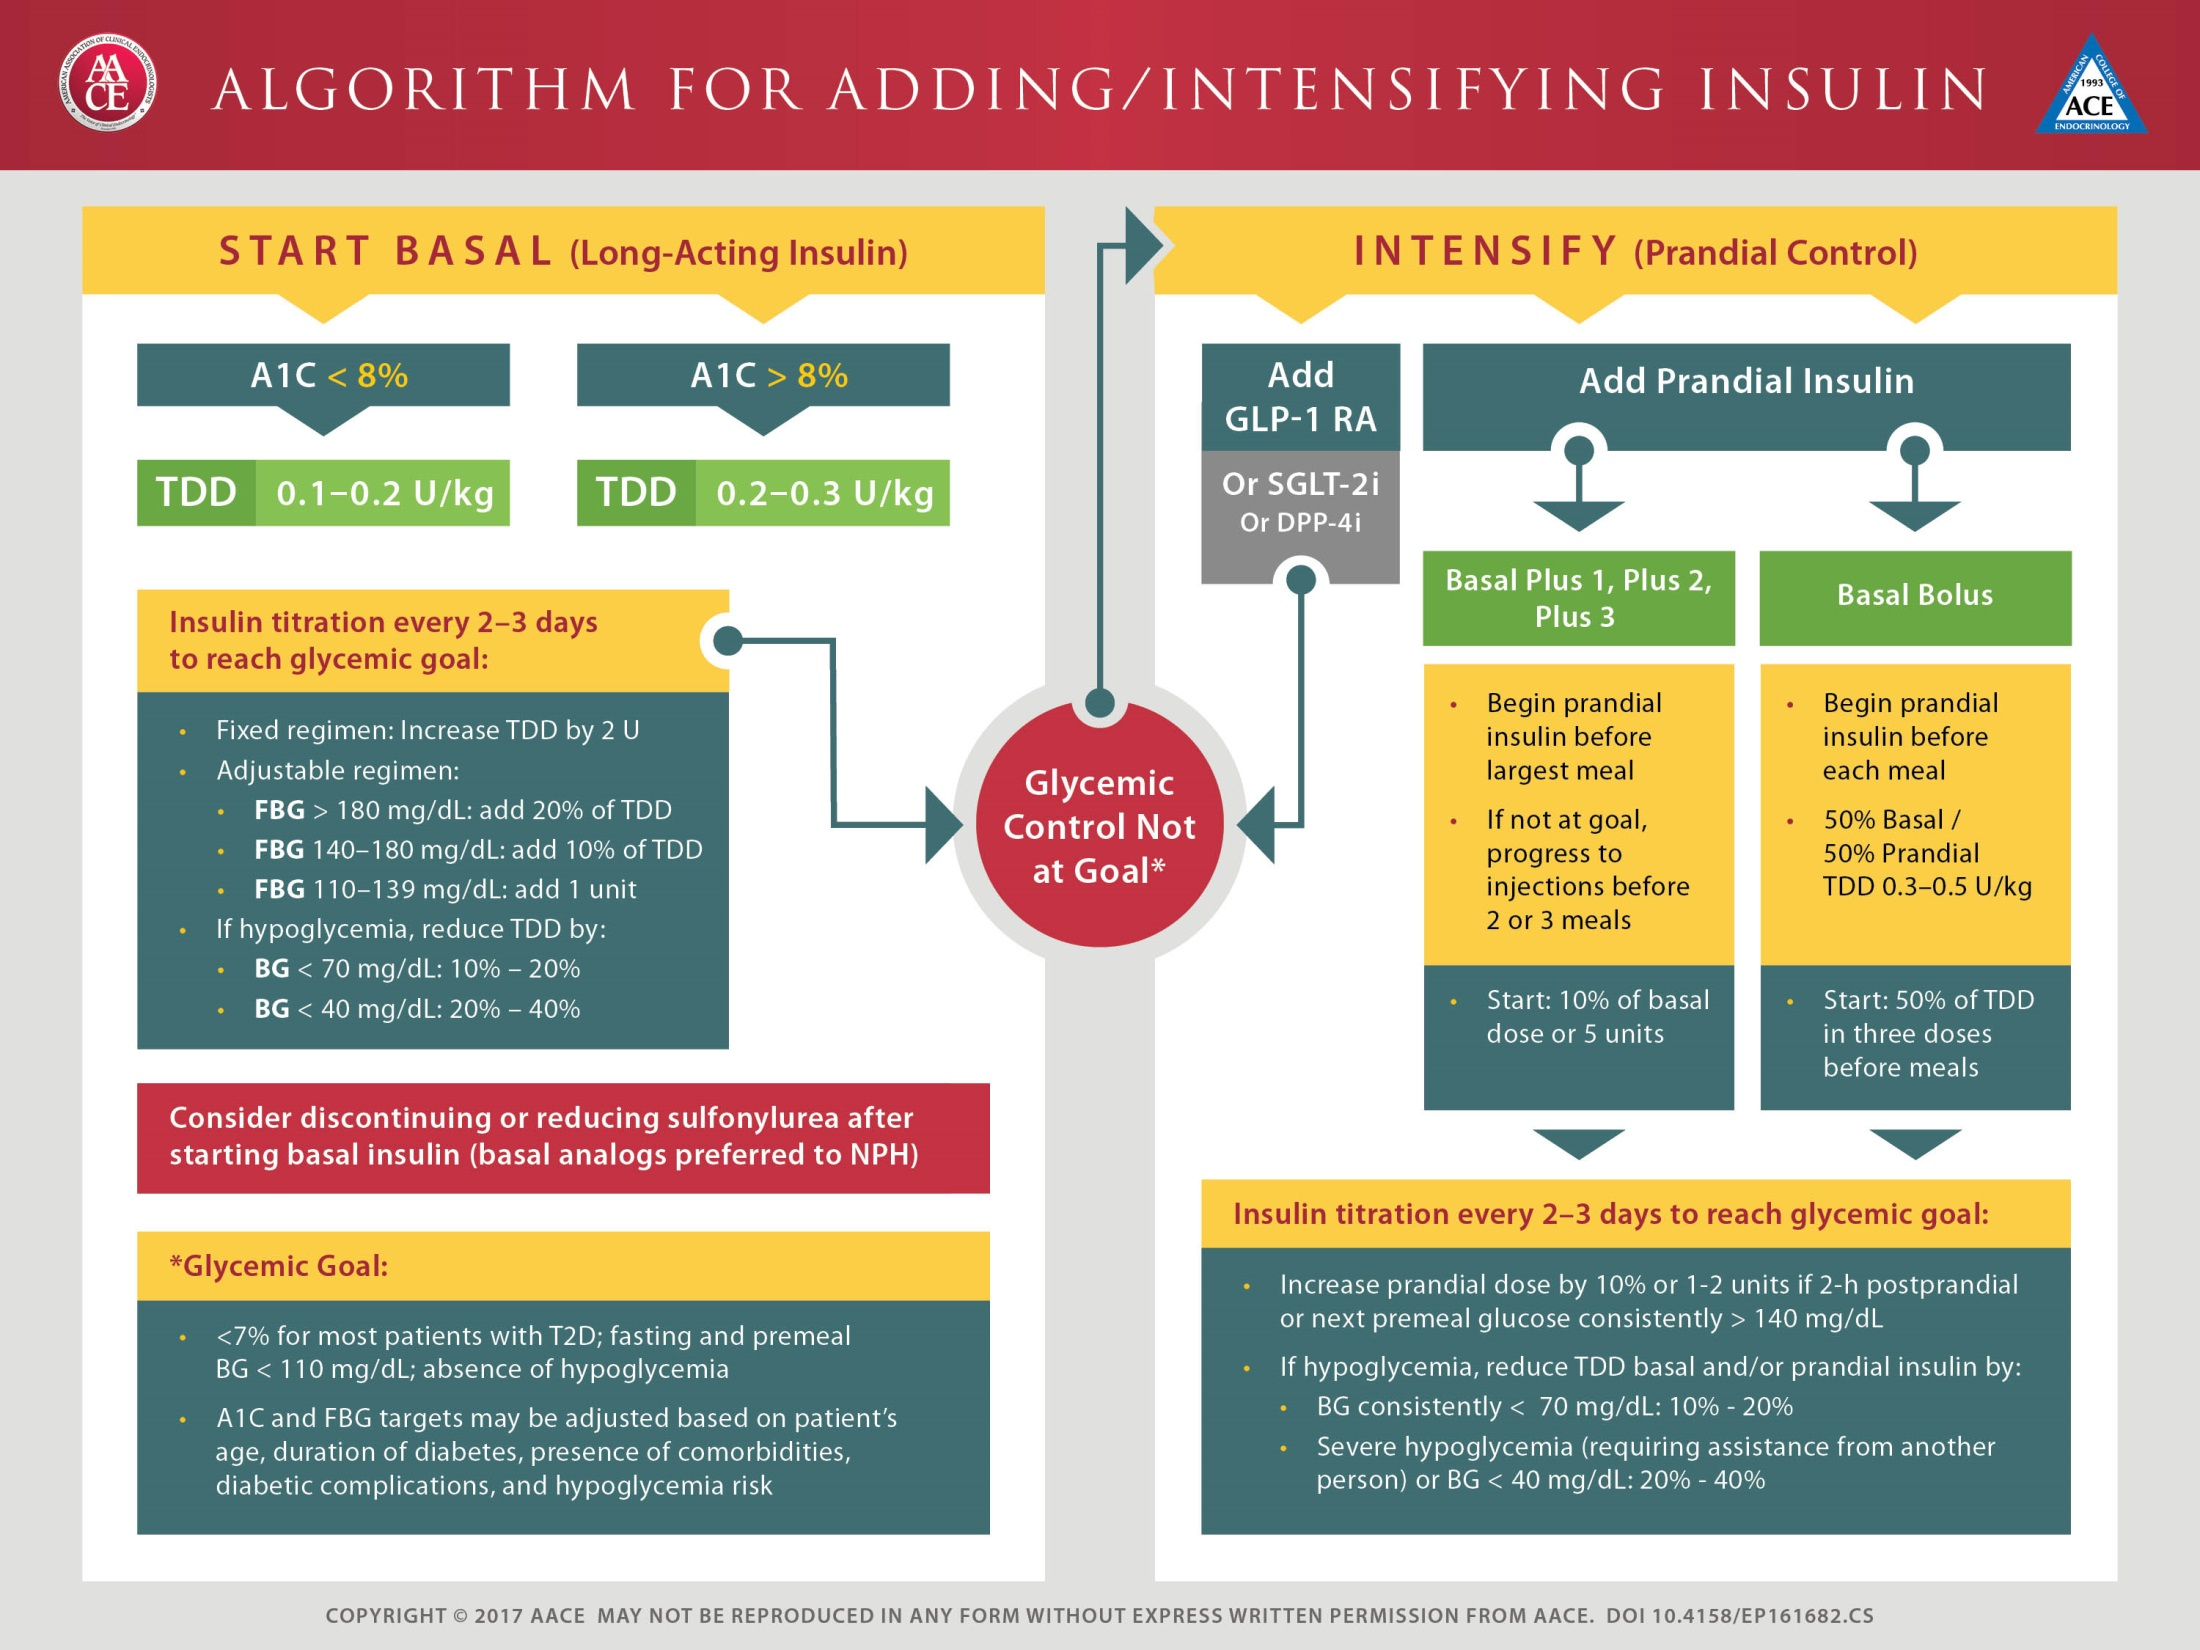 AMERICAN ASSOCIATION OF CLINICAL ENDOCRINOLOGISTS
AA
CE
ALGORITHM FOR ADDING/INTENSIFYING INSULIN
AMERICAN COLLEGE OF
1993
ACE
ENDOCRINOLOGY
START BASAL (Long-Acting Insulin)
A1C < 8%
A1C > 8%
TDD 0.1–0.2 U/kg
TDD 0.2–0.3 U/kg
Insulin titration every 2–3 days
to reach glycemic goal:
• Fixed regimen: Increase TDD by 2 U
• Adjustable regimen:
• FBG > 180 mg/dL: add 20% of TDD
• FBG 140–180 mg/dL: add 10% of TDD
• FBG 110–139 mg/dL: add 1 unit
• If hypoglycemia, reduce TDD by:
• BG < 70 mg/dL: 10% – 20%
• BG < 40 mg/dL: 20% – 40%
Consider discontinuing or reducing sulfonylurea after
starting basal insulin (basal analogs preferred to NPH)
*Glycemic Goal:
• <7% for most patients with T2D; fasting and premeal
BG < 110 mg/dL; absence of hypoglycemia
• A1C and FBG targets may be adjusted based on patient’s
age, duration of diabetes, presence of comorbidities,
diabetic complications, and hypoglycemia risk
Glycemic
Control Not
at Goal*
INTENSIFY (Prandial Control)
Add
GLP-1 RA
Or SGLT-2i
Or DPP-4i
Add Prandial Insulin
Basal Plus 1, Plus 2,
Plus 3
• Begin prandial
insulin before
largest meal
• If not at goal,
progress to
injections before
2 or 3 meals
• Start: 10% of basal
dose or 5 units
Basal Bolus
• Begin prandial
insulin before
each meal
• 50% Basal /
50% Prandial
TDD 0.3–0.5 U/kg
• Start: 50% of TDD
in three doses
before meals
Insulin titration every 2–3 days to reach glycemic goal:
• Increase prandial dose by 10% or 1-2 units if 2-h postprandial
or next premeal glucose consistently > 140 mg/dL
• If hypoglycemia, reduce TDD basal and/or prandial insulin by:
• BG consistently < 70 mg/dL: 10% - 20%
• Severe hypoglycemia (requiring assistance from another
person) or BG < 40 mg/dL: 20% - 40%
COPYRIGHT © 2017 AACE MAY NOT BE REPRODUCED IN ANY FORM WITHOUT EXPRESS WRITTEN PERMISSION FROM AACE. DOI 10.4158/EP161682.CS